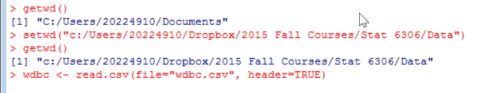 > getwd()
[1] "C:/Users/20224910/Documents"
> setwd("c:/Users/20224910/Dropbox/2015 Fall Courses/Stat 6306/Data")
> getwd()
[1] "c:/Users/20224910/Dropbox/2015 Fall Courses/Stat 6306/Data"
> wdbc <- read.csv(file="wdbc.csv", header=TRUE)